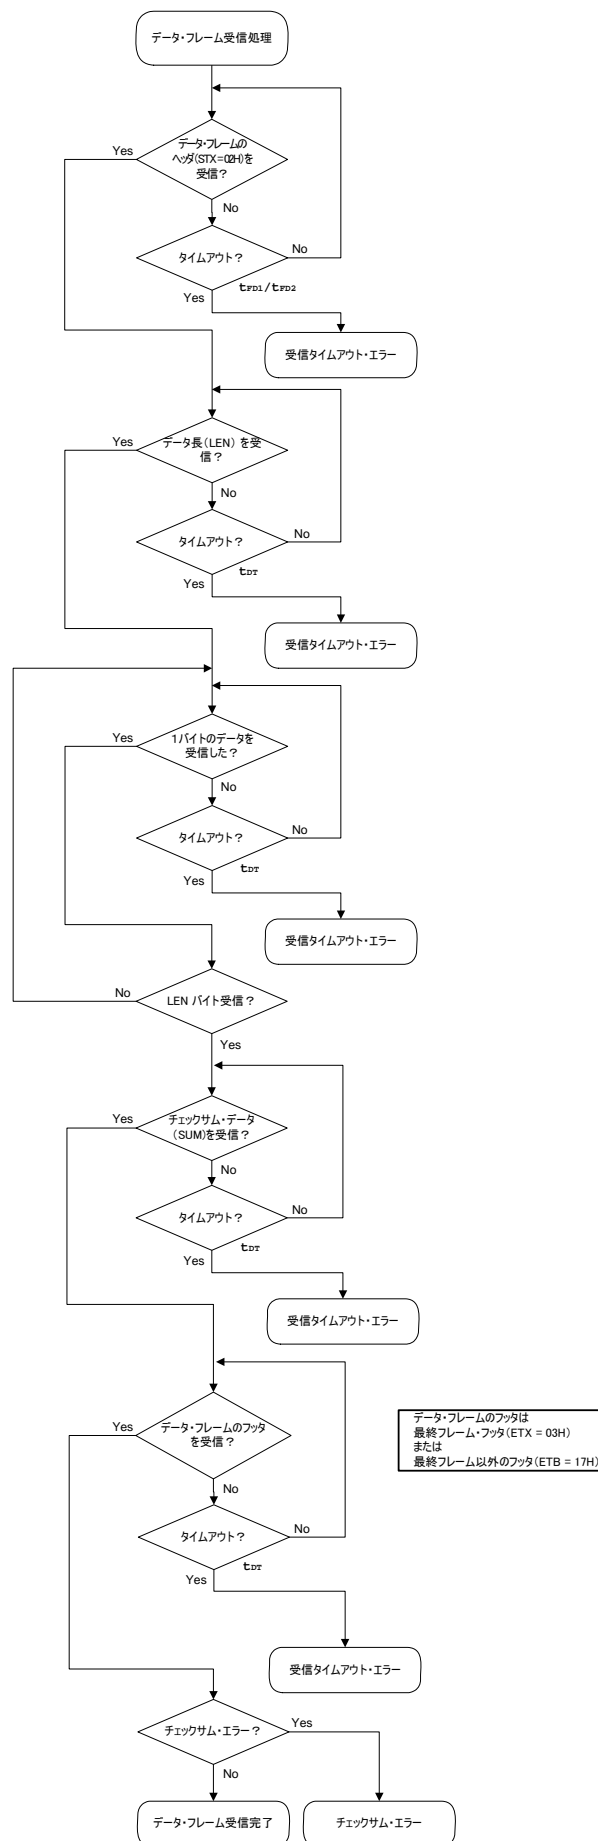 データ・フレーム受信処理
データ・フレームの
ヘッダ(STX=02H)を
受信？
Yes
No
タイムアウト？
No
tFD1/tFD2
Yes
受信タイムアウト・エラー
データ長（LEN）を受
信？
Yes
No
タイムアウト？
No
tDT
Yes
受信タイムアウト・エラー
1バイトのデータを
受信した？
Yes
No
タイムアウト？
No
tDT
Yes
受信タイムアウト・エラー
LEN バイト受信？
No
Yes
チェックサム・データ
(SUM)を受信？
Yes
No
タイムアウト？
No
tDT
Yes
受信タイムアウト・エラー
データ・フレームのフッタ
を受信？
Yes
No
データ・フレームのフッタは
最終フレーム・フッタ(ETX = 03H)
または
最終フレーム以外のフッタ(ETB = 17H)
タイムアウト？
No
tDT
Yes
受信タイムアウト・エラー
チェックサム・エラー？
Yes
No
データ・フレーム受信完了
チェックサム・エラー